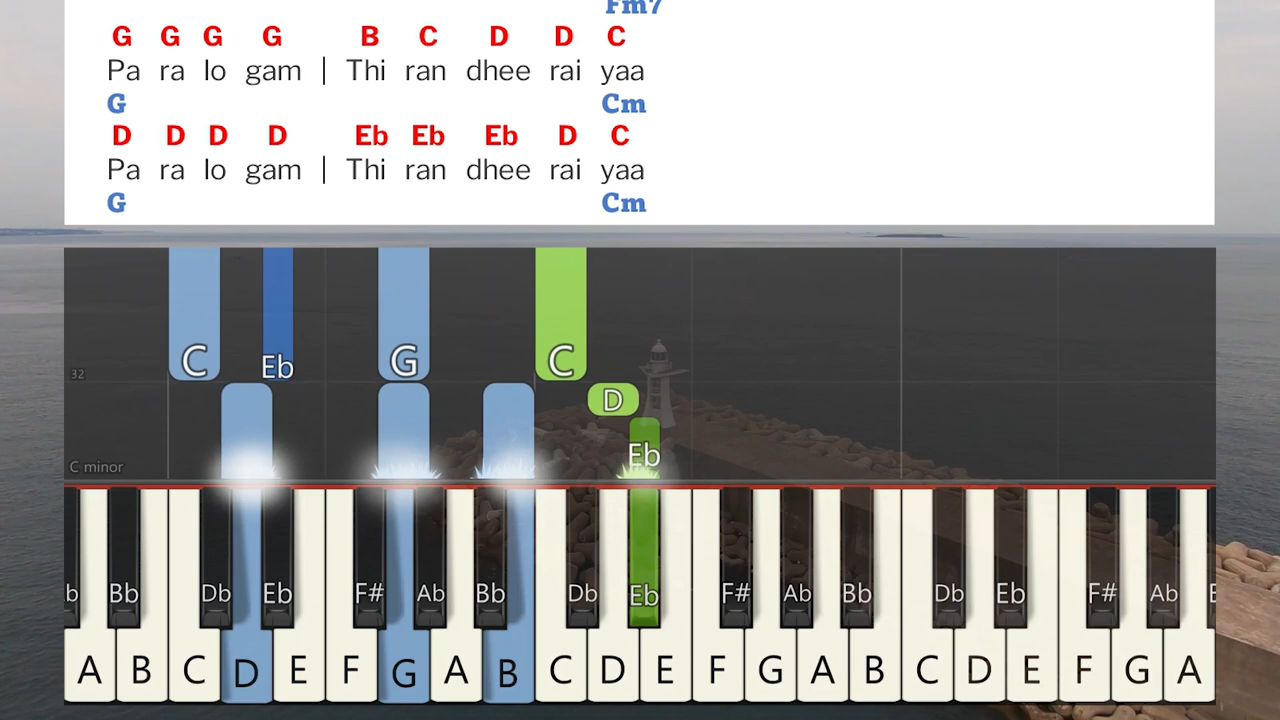 Fm7
G G G G B C D D C
Pa ra lo gam | Thi ran dhee rai yaa
G Cm
D D D D Eb Eb Eb D C
Pa ra lo gam | Thi ran dhee rai yaa
G Cm
C Eb G C
32
D
Eb
C minor
b Bb Db Eb F# Ab Bb Db Eb F# Ab Bb Db Eb F# Ab
A B C D E F G A B C D E F G A B C D E F G A